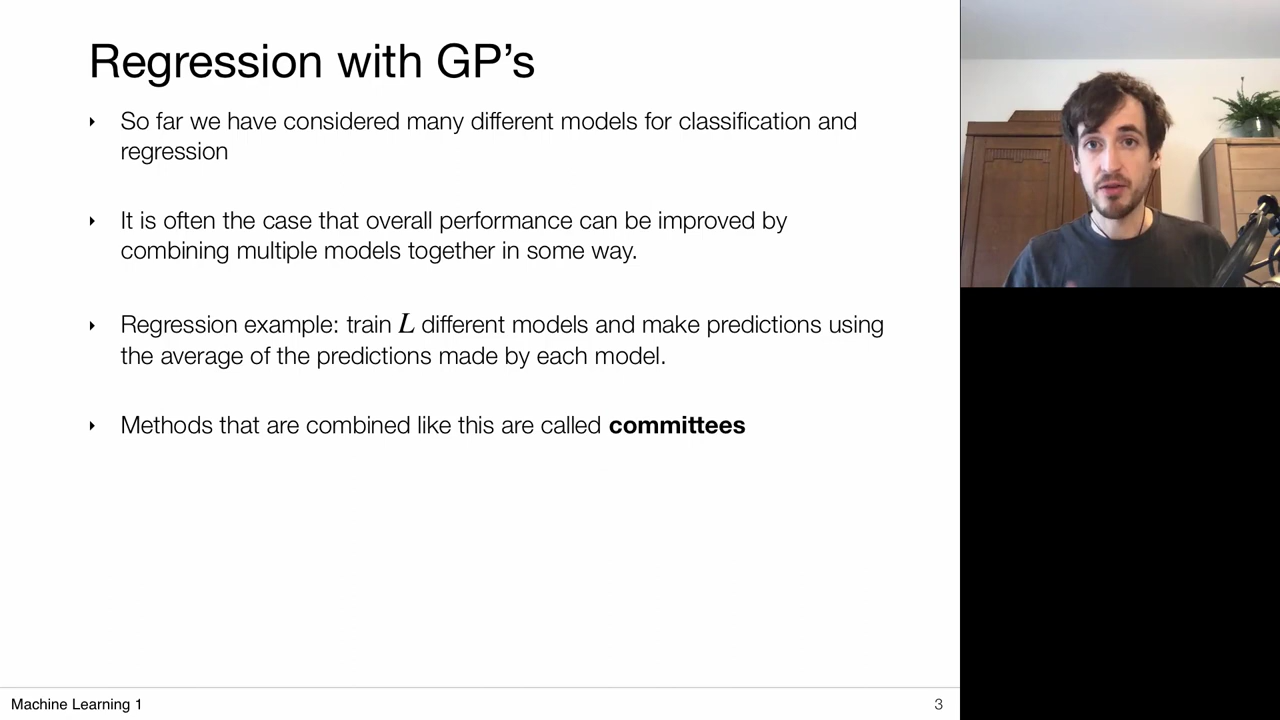 Regression with GP’s
‣ So far we have considered many different models for classification and
regression
‣ It is often the case that overall performance can be improved by
combining multiple models together in some way.
‣ Regression example: train L different models and make predictions using
the average of the predictions made by each model.
‣ Methods that are combined like this are called committees
Machine Learning 1
3